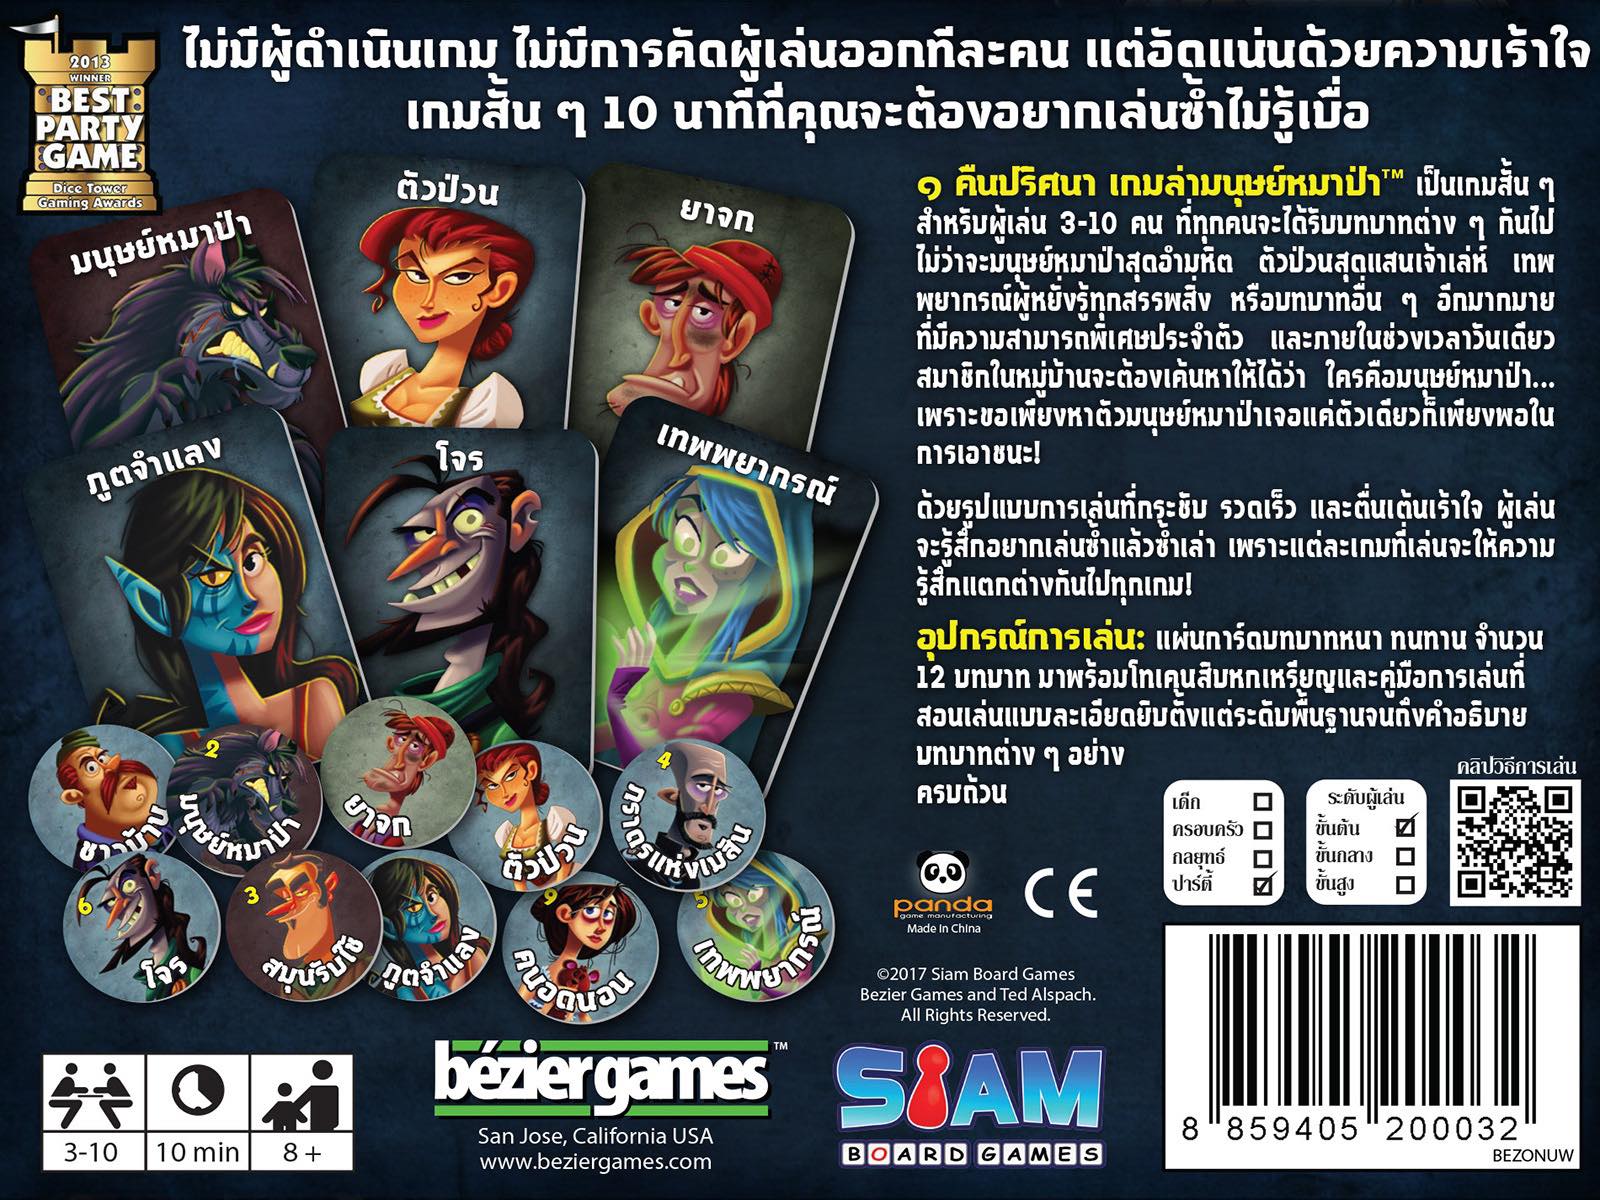 2013
WINNER
BEST
PARTY
GAME
Dice Tower
Gaming Awards
ไม่มีผู้ดำเนินเกม ไม่มีการคัดผู้เล่นออกทีละคน แต่อัดแน่นด้วยความเร้าใจ
เกมสั้น ๆ 10 นาทีที่คุณจะต้องอยากเล่นซ้ำไม่รู้เบื่อ
มนุษย์หมาป่า
ตัวป่วน
ยาจก
ภูตจำแลง
โจร
เทพพยากรณ์
๑ คืนปริศนา เกมล่ามนุษย์หมาป่า™ เป็นเกมสั้น ๆ
สำหรับผู้เล่น 3-10 คน ที่ทุกคนจะได้รับบทบาทต่าง ๆ กันไป
ไม่ว่าจะมนุษย์หมาป่าสุดอำมหิต ตัวป่วนสุดแสนเจ้าเล่ห์ เทพ
พยากรณ์ผู้หยั่งรู้ทุกสรรพสิ่ง หรือบทบาทอื่น ๆ อีกมากมาย
ที่มีความสามารถพิเศษประจำตัว และภายในช่วงเวลาวันเดียว
สมาชิกในหมู่บ้านจะต้องค้นหาให้ได้ว่า ใครคือมนุษย์หมาป่า...
เพราะขอเพียงหาตัวมนุษย์หมาป่าเจอแค่ตัวเดียวก็เพียงพอใน
การเอาชนะ!
ด้วยรูปแบบการเล่นที่กระชับ รวดเร็ว และตื่นเต้นเร้าใจ ผู้เล่น
จะรู้สึกอยากเล่นซ้ำแล้วซ้ำเล่า เพราะแต่ละเกมที่เล่นจะให้ความ
รู้สึกแตกต่างกันไปทุกเกม!
อุปกรณ์การเล่น: แผ่นการ์ดบทบาทหนา ทนทาน จำนวน
12 บทบาท มาพร้อมโทเคนสิบหกเหรียญและคู่มือการเล่นที่
สอนเล่นแบบละเอียดยิบตั้งแต่ระดับพื้นฐานจนถึงคำอธิบาย
บทบาทต่าง ๆ อย่าง
ครบถ้วน
ชาวบ้าน
2
มนุษย์หมาป่า
ยาจก
ตัวป่วน
4
ภราดรแห่งเมสัน
6
โจร
3
สมุนรับใช้
ภูตจำแลง
9
คนอดนอน
5
เทพพยากรณ์
คลิปวิธีการเล่น
เด็ก
ครอบครัว
กลยุทธ์
ปาร์ตี้
ระดับผู้เล่น
ขั้นต้น
ขั้นกลาง
ขั้นสูง
panda
game manufacturing
Made In China
CE
©2017 Siam Board Games
Bezier Games and Ted Alspach.
All Rights Reserved.
3-10
10 min
8 +
béziergames™
San Jose, California USA
www.beziergames.com
SIAM
BOARD GAMES
8 859405 200032
BEZONUW